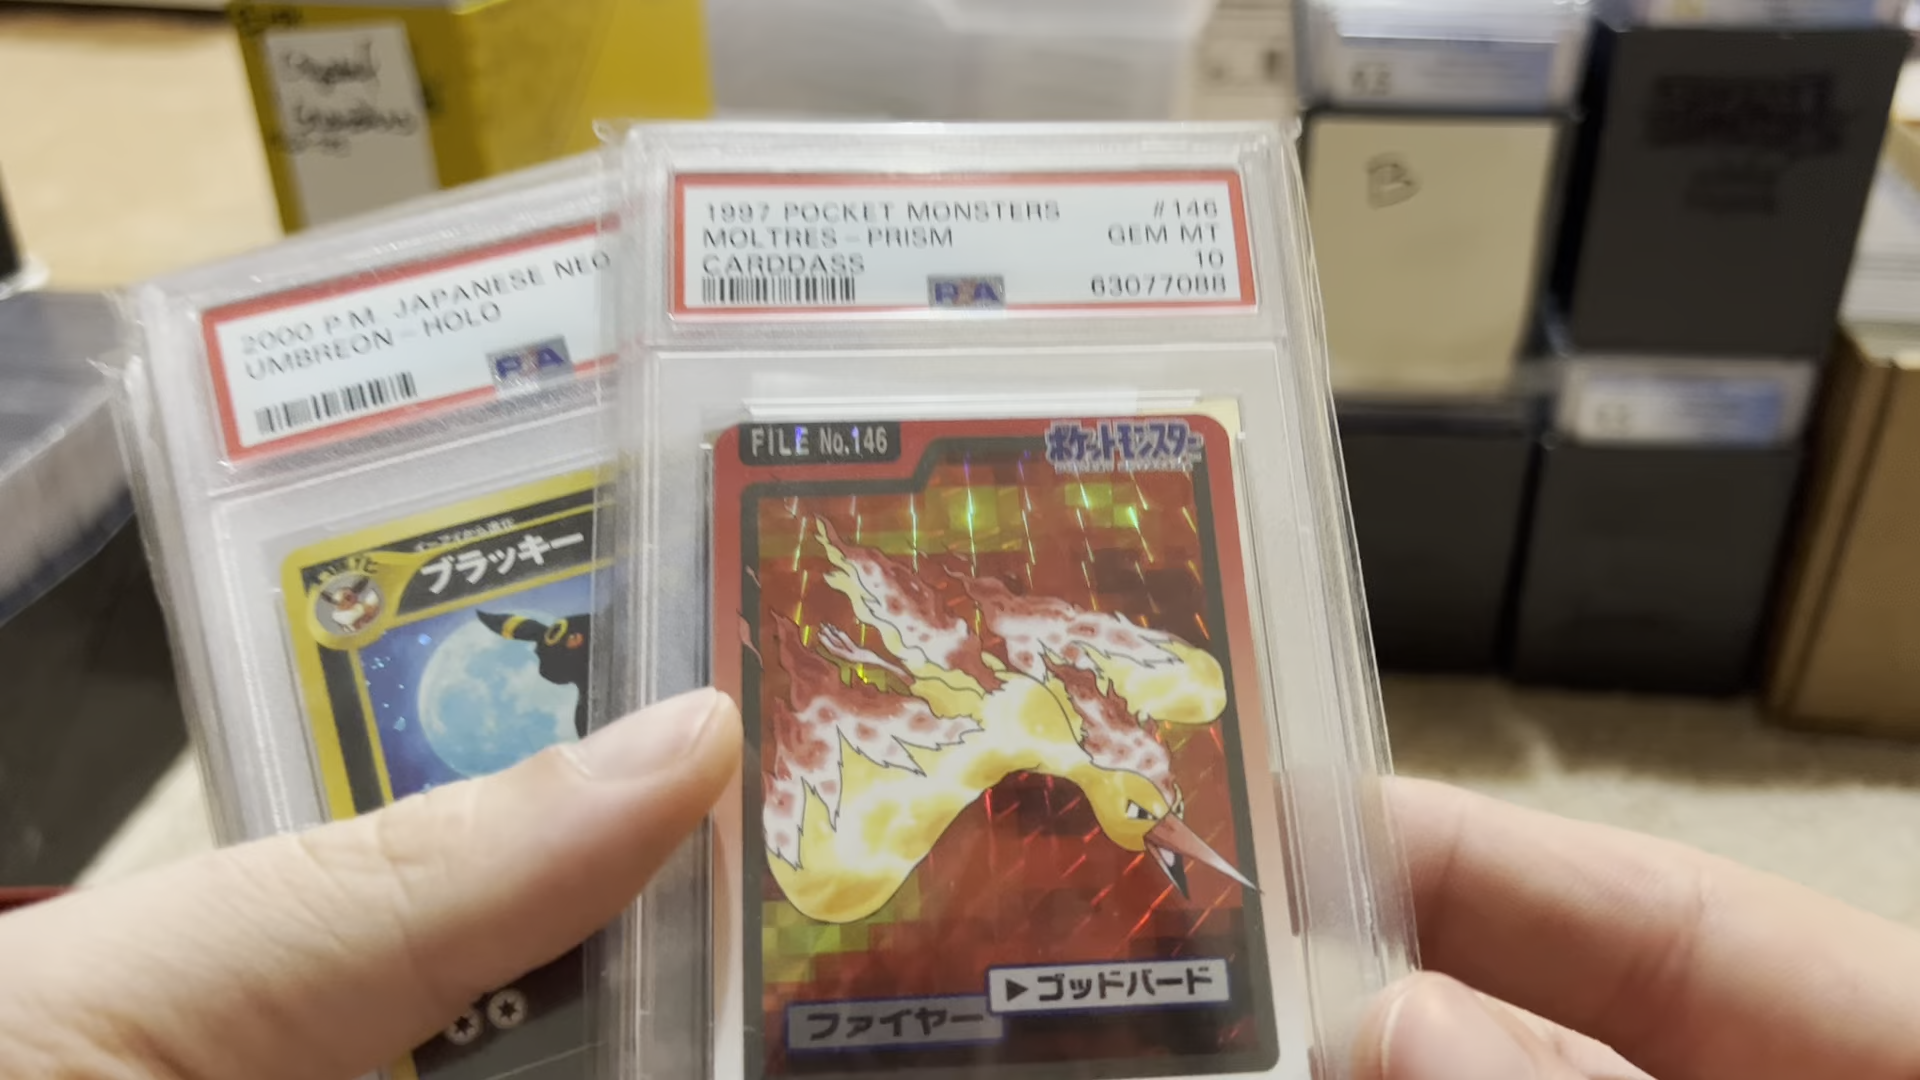 1997 POCKET MONSTERS #146
MOLTRES - PRISM GEM MT
CARDDASS 10
PSA 63077088
2000 P.M. JAPANESE NEO
UMBREON - HOLO
PSA
FILE No.146 ポケットモンスター
ブラッキー
▶ゴッドバード
ファイヤー
B